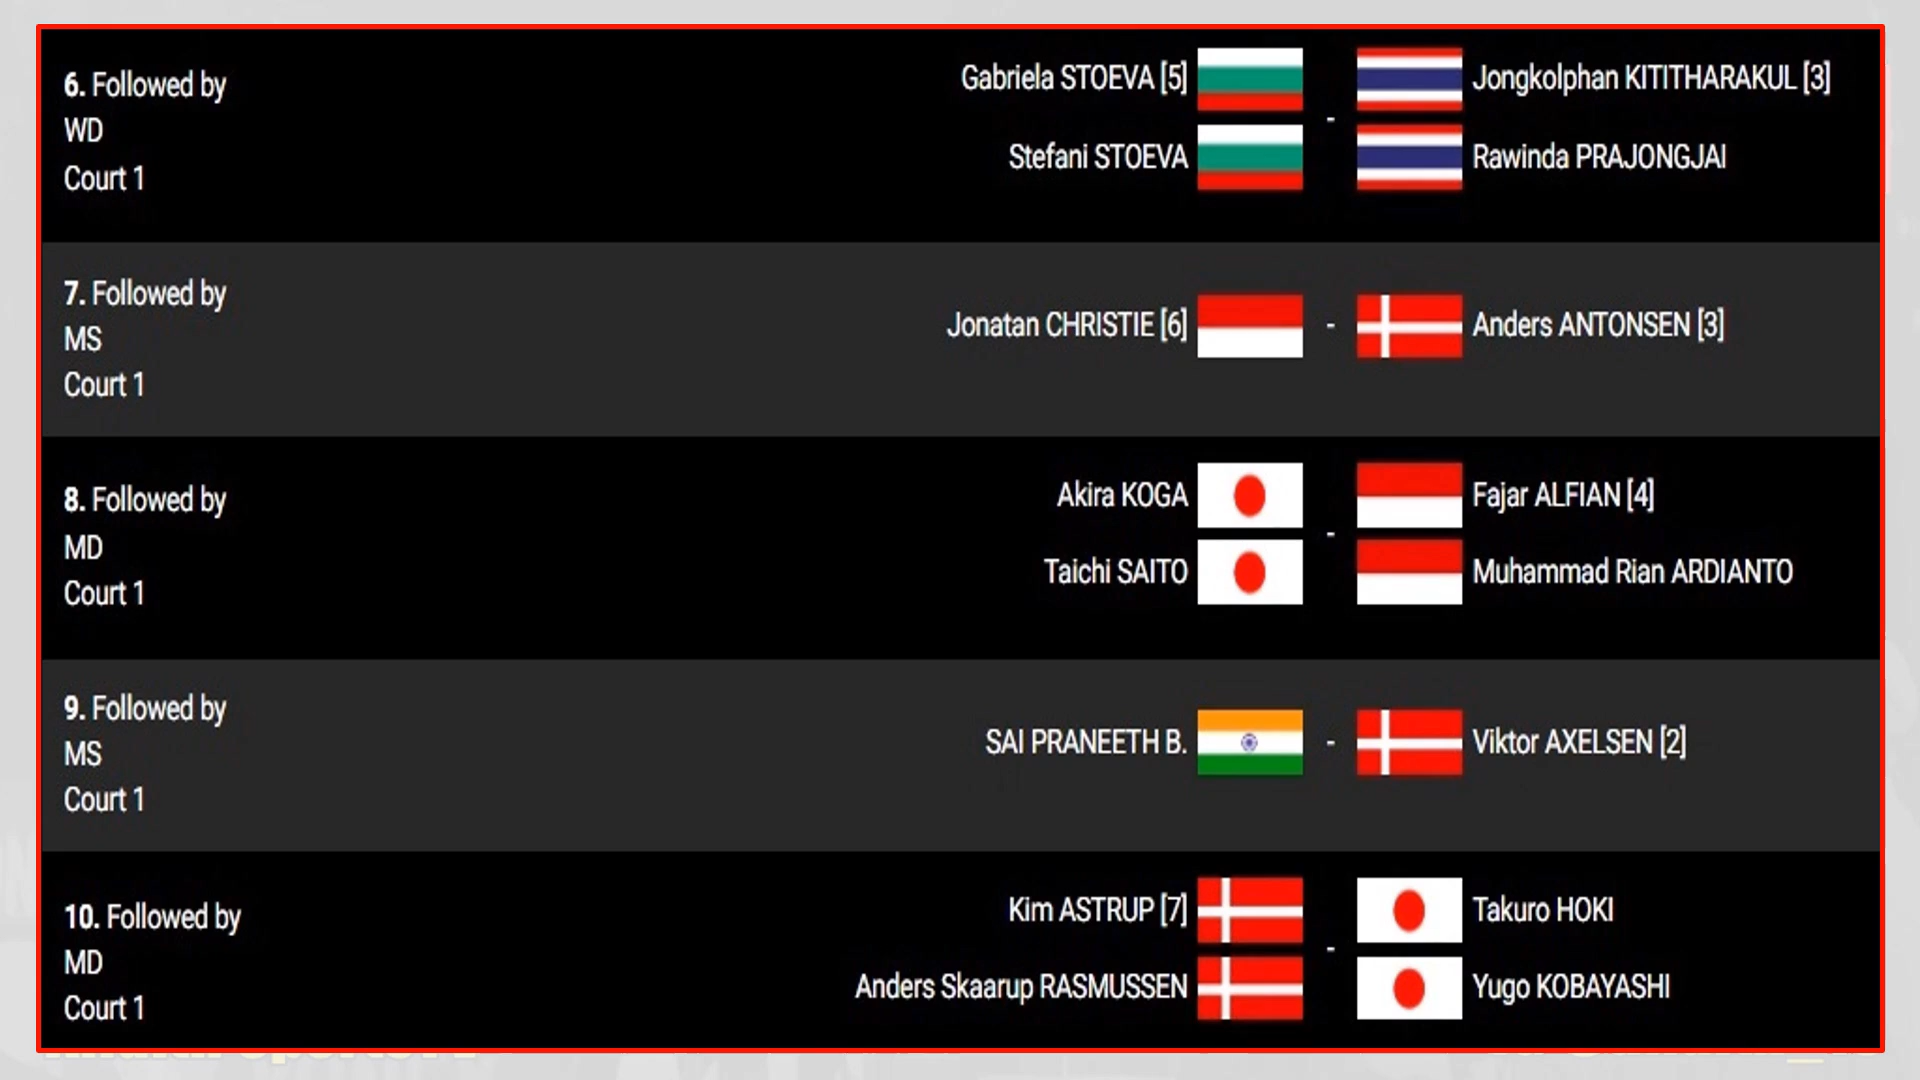 6. Followed by
WD
Court 1
Gabriela STOEVA [5]
Stefani STOEVA
-
Jongkolphan KITITHARAKUL [3]
Rawinda PRAJONGJAI
7. Followed by
MS
Court 1
Jonatan CHRISTIE [6] - Anders ANTONSEN [3]
8. Followed by
MD
Court 1
Akira KOGA
Taichi SAITO
-
Fajar ALFIAN [4]
Muhammad Rian ARDIANTO
9. Followed by
MS
Court 1
SAI PRANEETH B. - Viktor AXELSEN [2]
10. Followed by
MD
Court 1
Kim ASTRUP [7]
Anders Skaarup RASMUSSEN
-
Takuro HOKI
Yugo KOBAYASHI